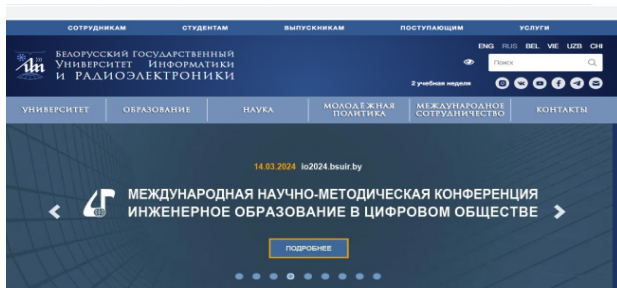 СОТРУДНИКАМ СТУДЕНТАМ ВЫПУСКНИКАМ ПОСТУПАЮЩИМ УСЛУГИ
ENG RUS BEL VIE UZB CHI
БЕЛОРУССКИЙ ГОСУДАРСТВЕННЫЙ
УНИВЕРСИТЕТ ИНФОРМАТИКИ
И РАДИОЭЛЕКТРОНИКИ
Поиск
2 учебная неделя
УНИВЕРСИТЕТ ОБРАЗОВАНИЕ НАУКА МОЛОДЁЖНАЯ ПОЛИТИКА МЕЖДУНАРОДНОЕ СОТРУДНИЧЕСТВО КОНТАКТЫ
14.03.2024 io2024.bsuir.by
МЕЖДУНАРОДНАЯ НАУЧНО-МЕТОДИЧЕСКАЯ КОНФЕРЕНЦИЯ
ИНЖЕНЕРНОЕ ОБРАЗОВАНИЕ В ЦИФРОВОМ ОБЩЕСТВЕ
ПОДРОБНЕЕ